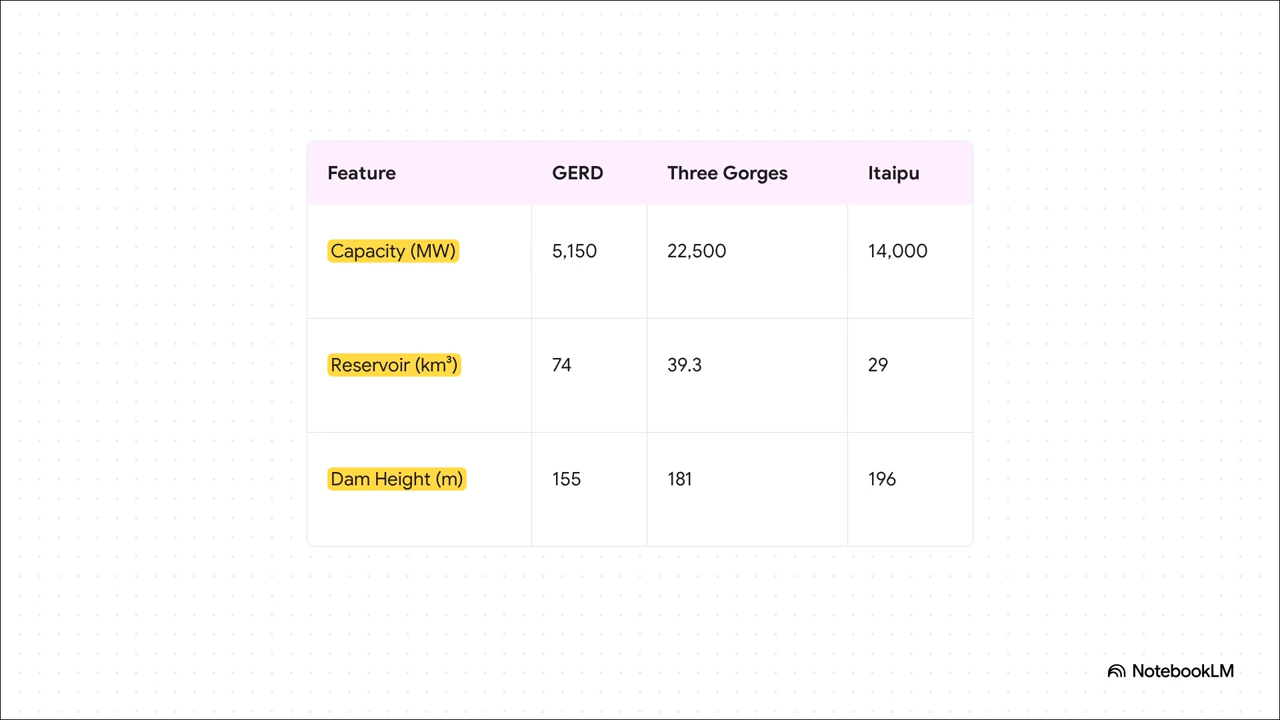 Feature GERD Three Gorges Itaipu
Capacity (MW) 5,150 22,500 14,000
Reservoir (km³) 74 39.3 29
Dam Height (m) 155 181 196
NotebookLM